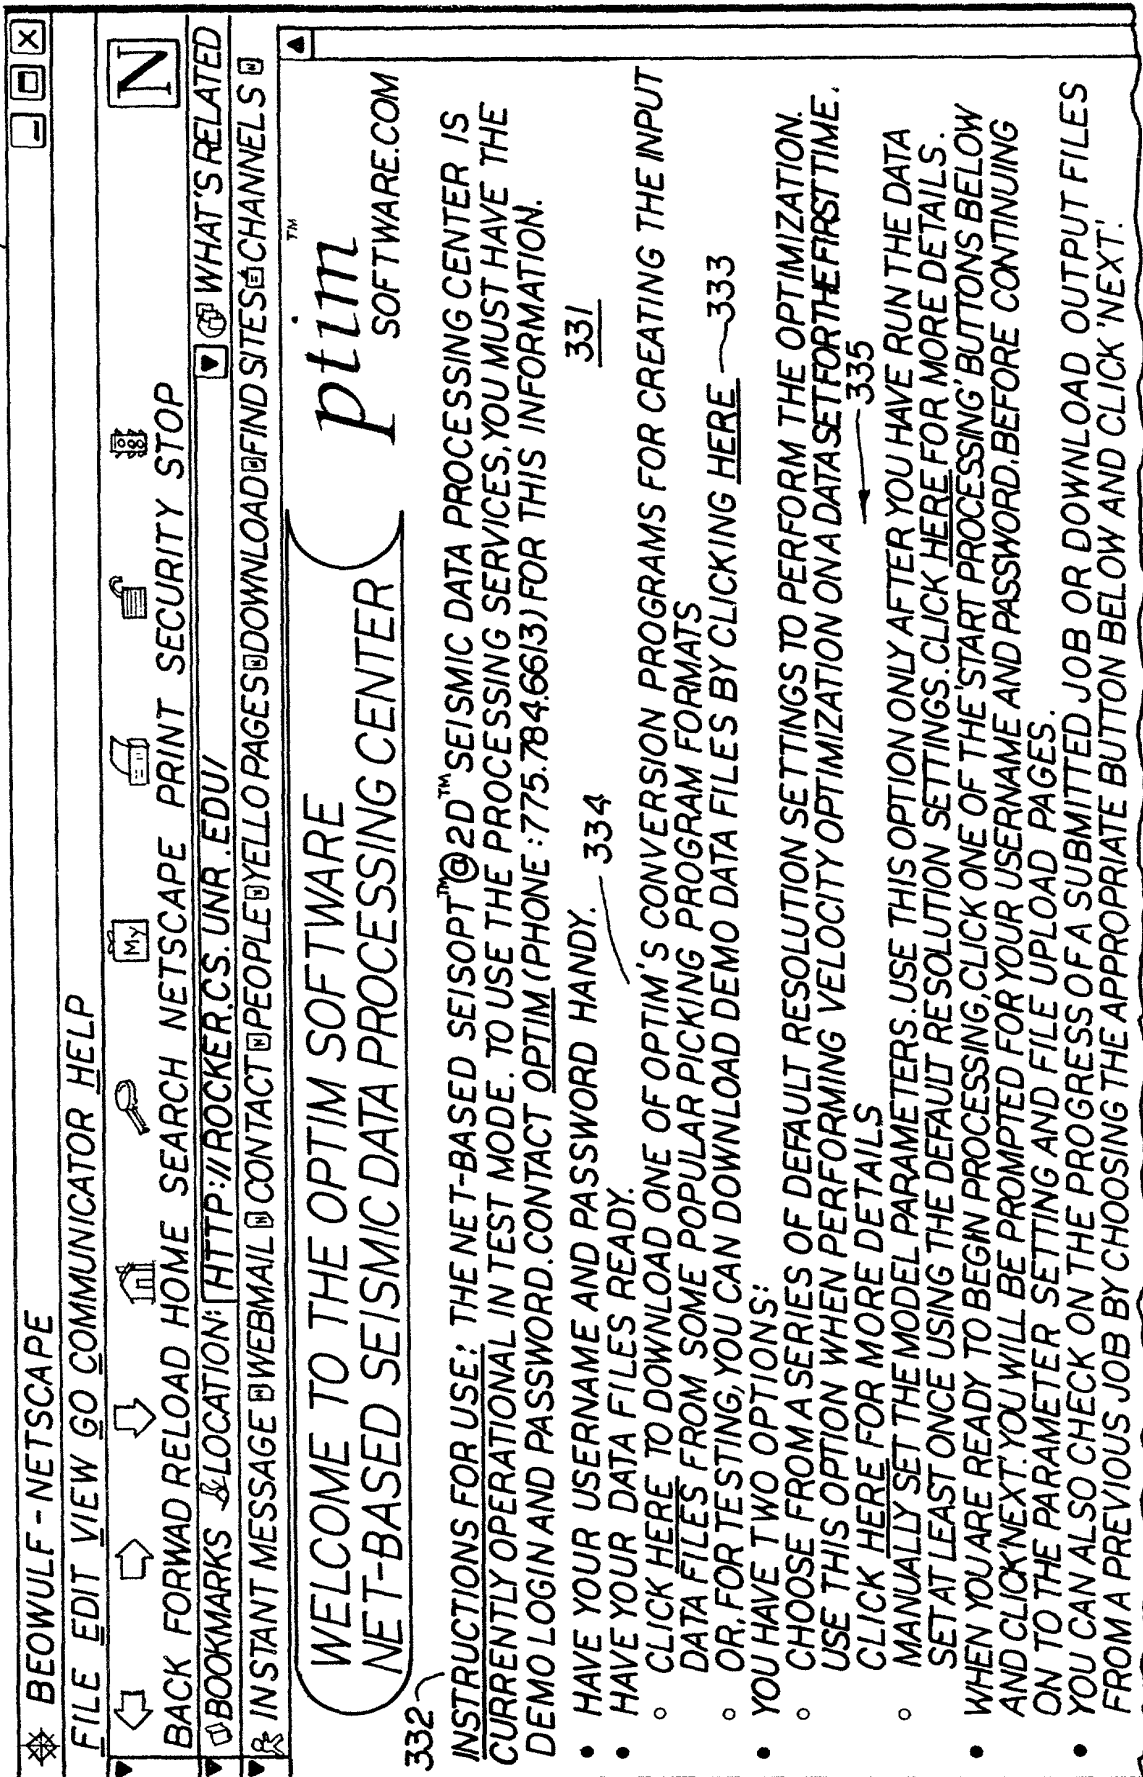 BEOWULF - NETSCAPE
FILE EDIT VIEW GO COMMUNICATOR HELP
BACK FORWAD RELOAD HOME SEARCH NETSCAPE PRINT SECURITY STOP
My
N
BOOKMARKS LOCATION: HTTP://ROCKER.CS.UNR.EDU/ WHAT'S RELATED
INSTANT MESSAGE WEBMAIL CONTACT PEOPLE YELLO PAGES DOWNLOAD FIND SITES CHANNELS
WELCOME TO THE OPTIM SOFTWARE
NET-BASED SEISMIC DATA PROCESSING CENTER
ptim™
SOFTWARE.COM
332
INSTRUCTIONS FOR USE: THE NET-BASED SEISOPT™@2D™ SEISMIC DATA PROCESSING CENTER IS
CURRENTLY OPERATIONAL IN TEST MODE. TO USE THE PROCESSING SERVICES, YOU MUST HAVE THE
DEMO LOGIN AND PASSWORD. CONTACT OPTIM (PHONE: 775.784.6613) FOR THIS INFORMATION.
331
• HAVE YOUR USERNAME AND PASSWORD HANDY.
• HAVE YOUR DATA FILES READY.
334
○ CLICK HERE TO DOWNLOAD ONE OF OPTIM'S CONVERSION PROGRAMS FOR CREATING THE INPUT
DATA FILES FROM SOME POPULAR PICKING PROGRAM FORMATS
○ OR, FOR TESTING, YOU CAN DOWNLOAD DEMO DATA FILES BY CLICKING HERE 333
• YOU HAVE TWO OPTIONS:
○ CHOOSE FROM A SERIES OF DEFAULT RESOLUTION SETTINGS TO PERFORM THE OPTIMIZATION.
USE THIS OPTION WHEN PERFORMING VELOCITY OPTIMIZATION ON A DATA SET FOR THE FIRST TIME.
CLICK HERE FOR MORE DETAILS
335
○ MANUALLY SET THE MODEL PARAMETERS. USE THIS OPTION ONLY AFTER YOU HAVE RUN THE DATA
SET AT LEAST ONCE USING THE DEFAULT RESOLUTION SETTINGS. CLICK HERE FOR MORE DETAILS.
• WHEN YOU ARE READY TO BEGIN PROCESSING, CLICK ONE OF THE 'START PROCESSING' BUTTONS BELOW
AND CLICK 'NEXT'. YOU WILL BE PROMPTED FOR YOUR USERNAME AND PASSWORD. BEFORE CONTINUING
ON TO THE PARAMETER SETTING AND FILE UPLOAD PAGES.
• YOU CAN ALSO CHECK ON THE PROGRESS OF A SUBMITTED JOB OR DOWNLOAD OUTPUT FILES
FROM A PREVIOUS JOB BY CHOOSING THE APPROPRIATE BUTTON BELOW AND CLICK 'NEXT'.